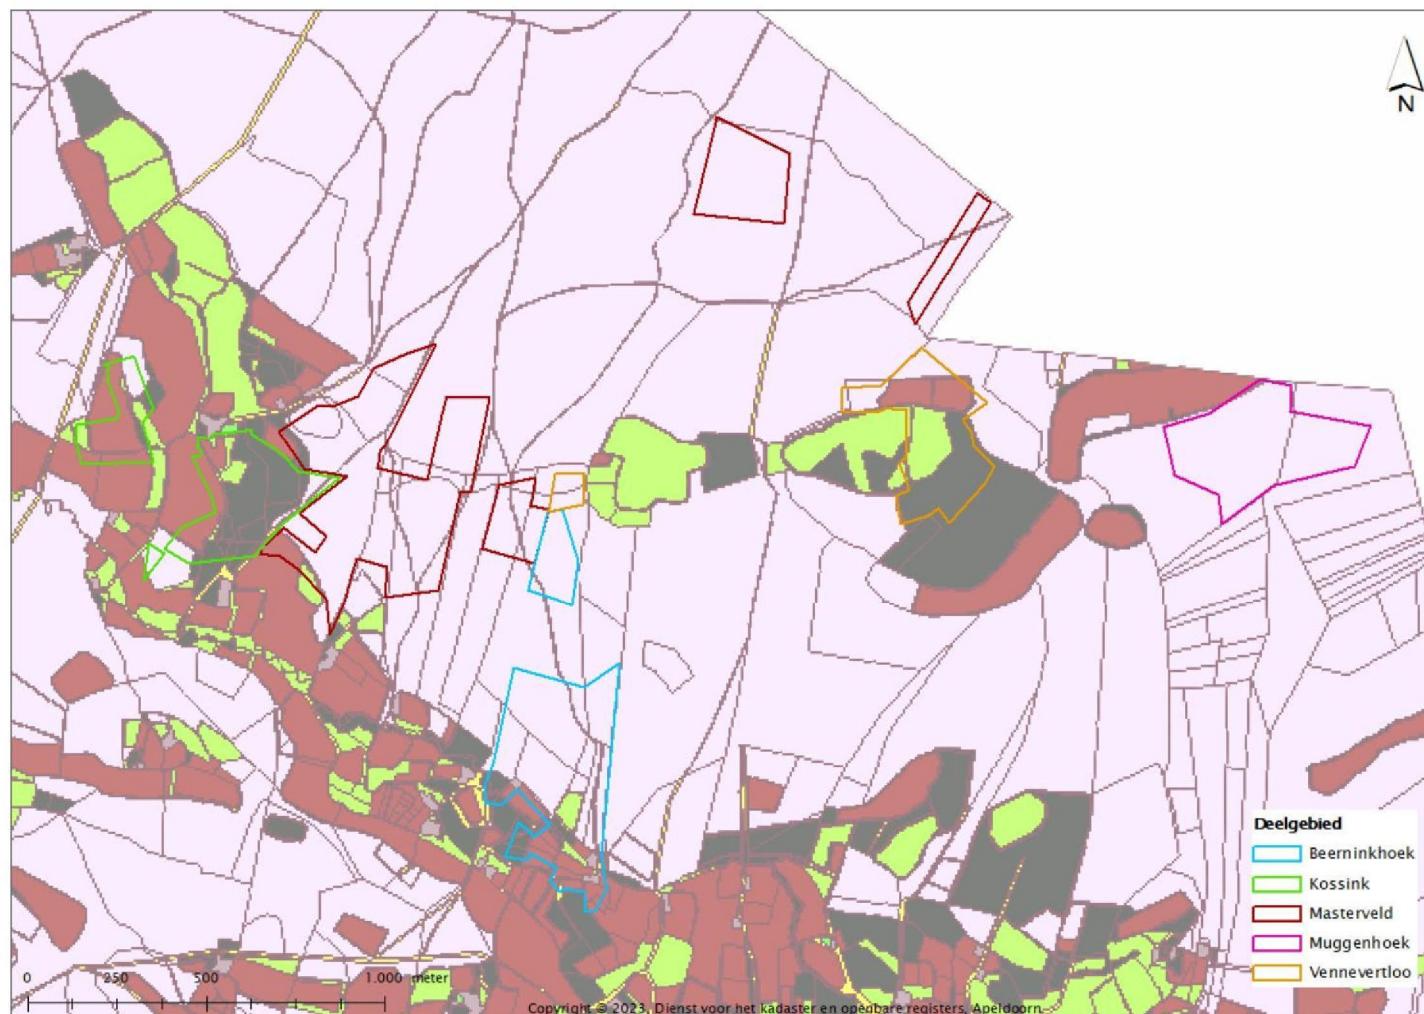 N
Deelgebied
Beerninkhoek
Kossink
Masterveld
Muggenhoek
Vennevertloo
0 250 500 1.000 meter
Copyright © 2023, Dienst voor het kadaster en openbare registers, Apeldoorn